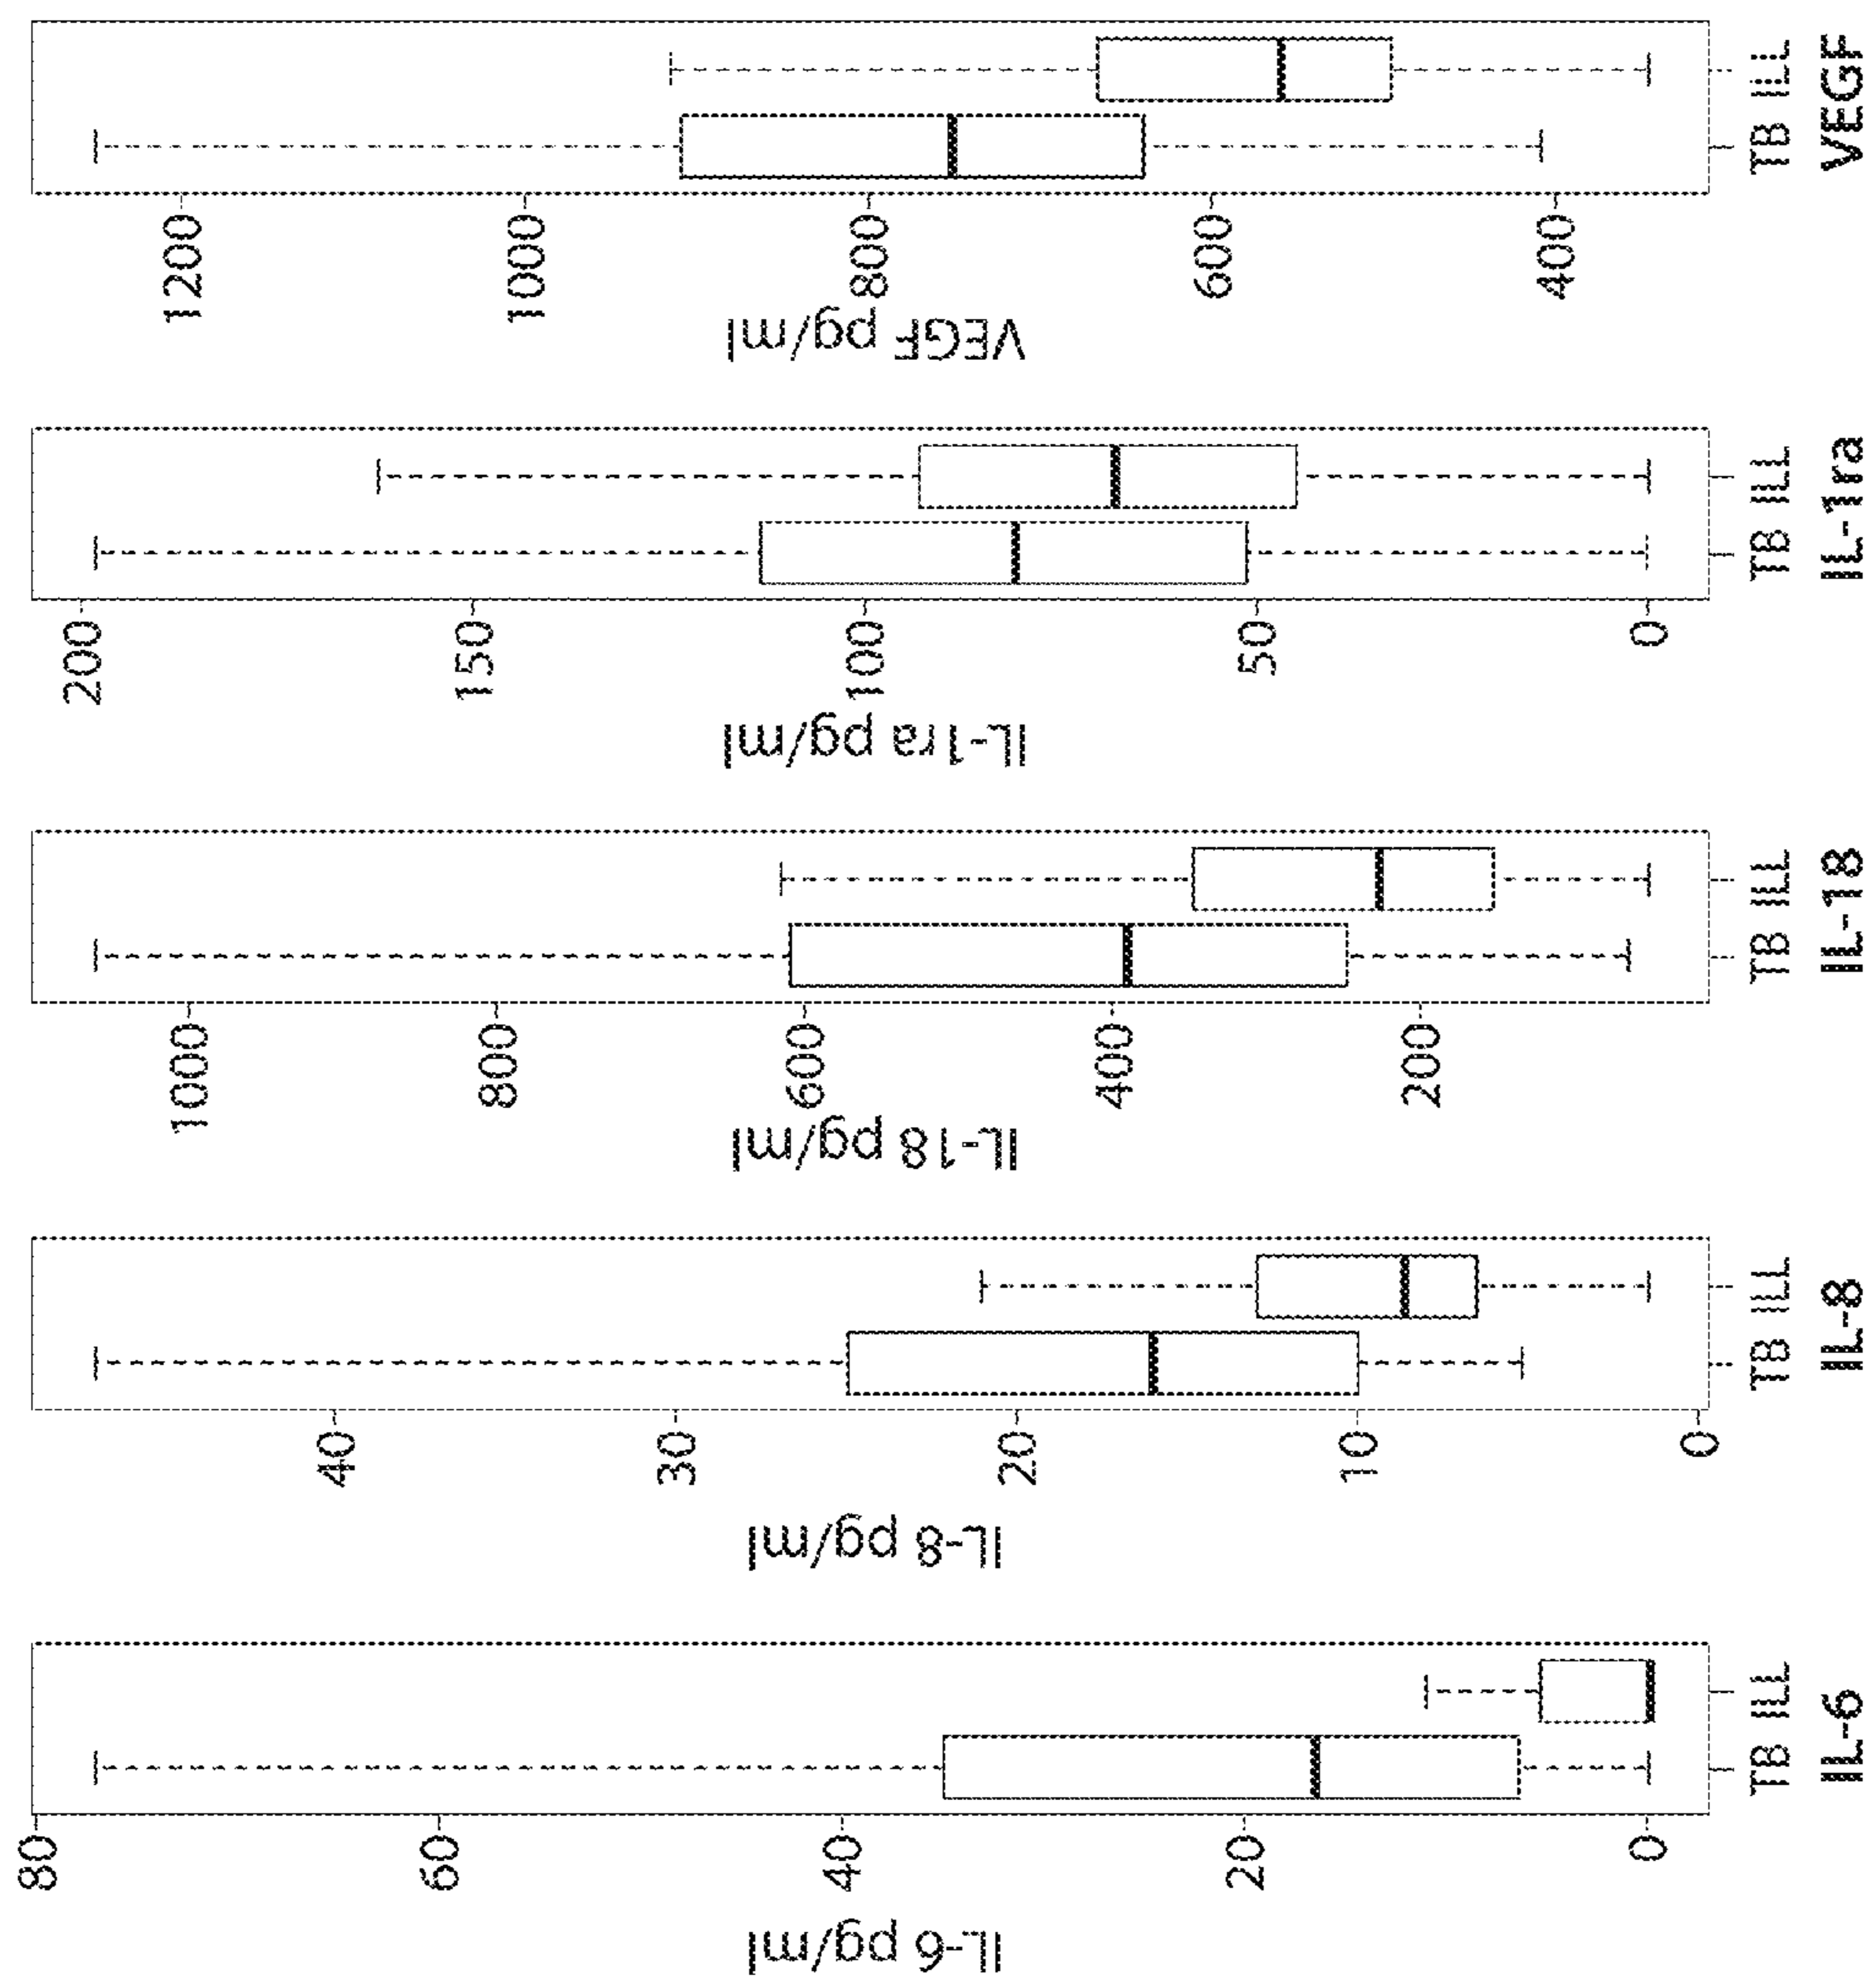 IL-6 pg/ml
80
60
40
20
0
TB ILL
IL-6
IL-8 pg/ml
40
30
20
10
0
TB ILL
IL-8
IL-18 pg/ml
1000
800
600
400
200
TB ILL
IL-18
IL-1ra pg/ml
200
150
100
50
0
TB ILL
IL-1ra
VEGF pg/ml
1200
1000
800
600
400
TB ILL
VEGF